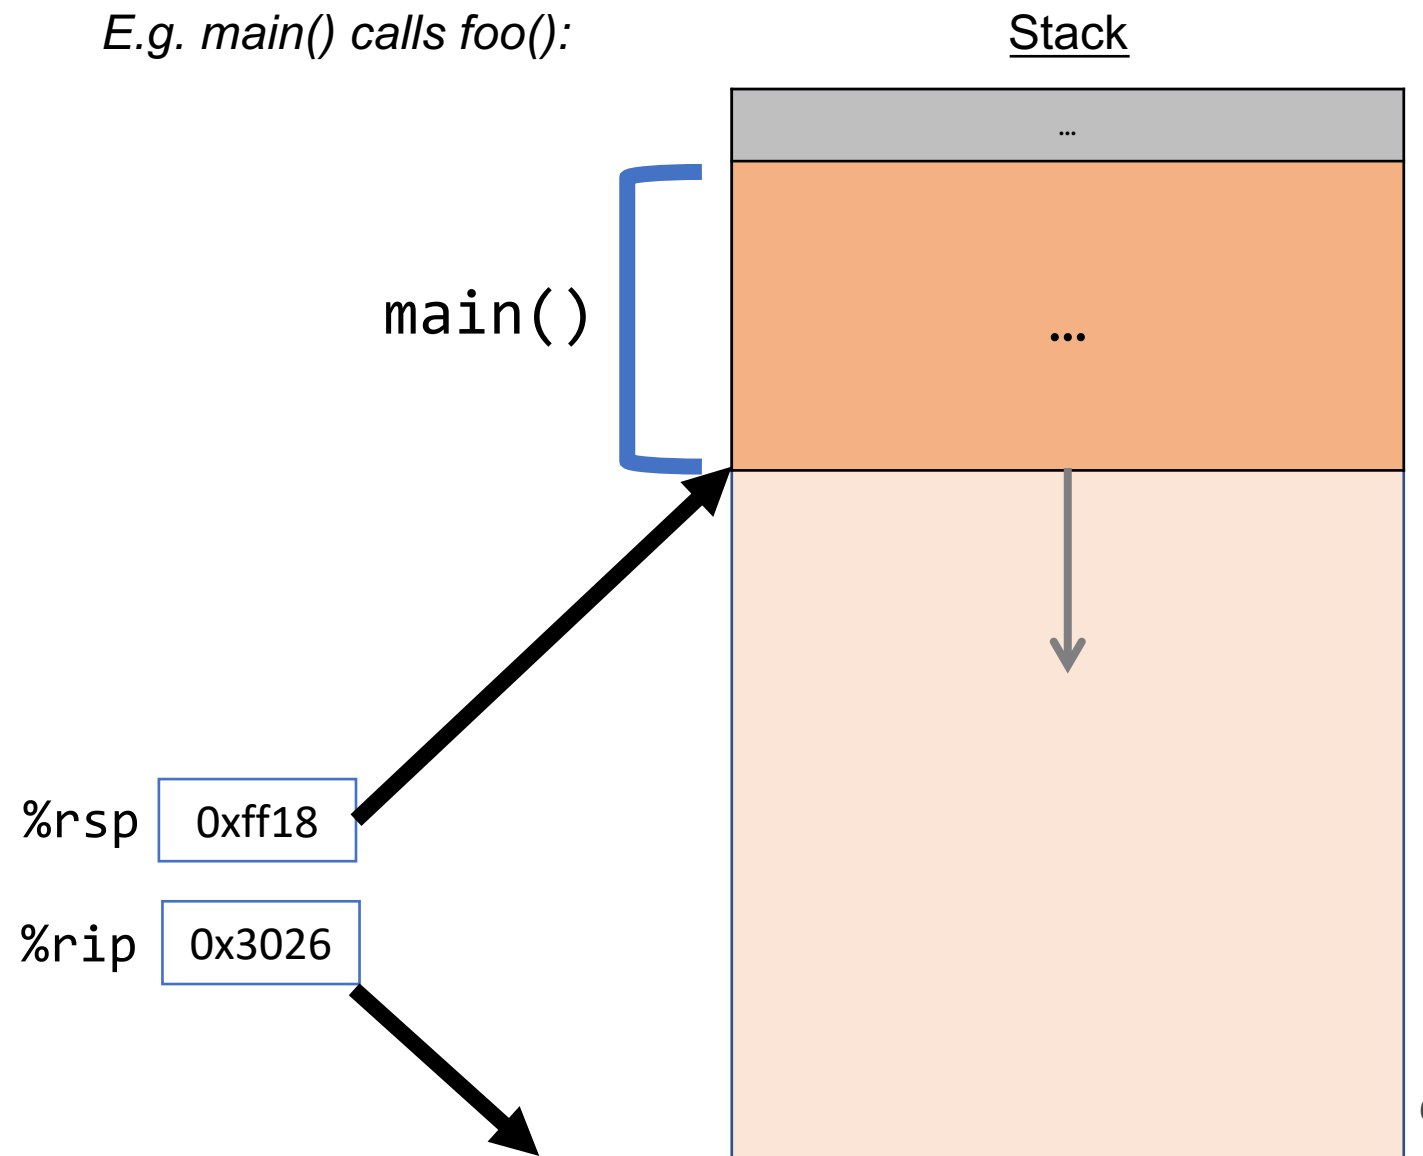 E.g. main() calls foo():
Stack
...
main()
...
%rsp 0xff18
%rip 0x3026